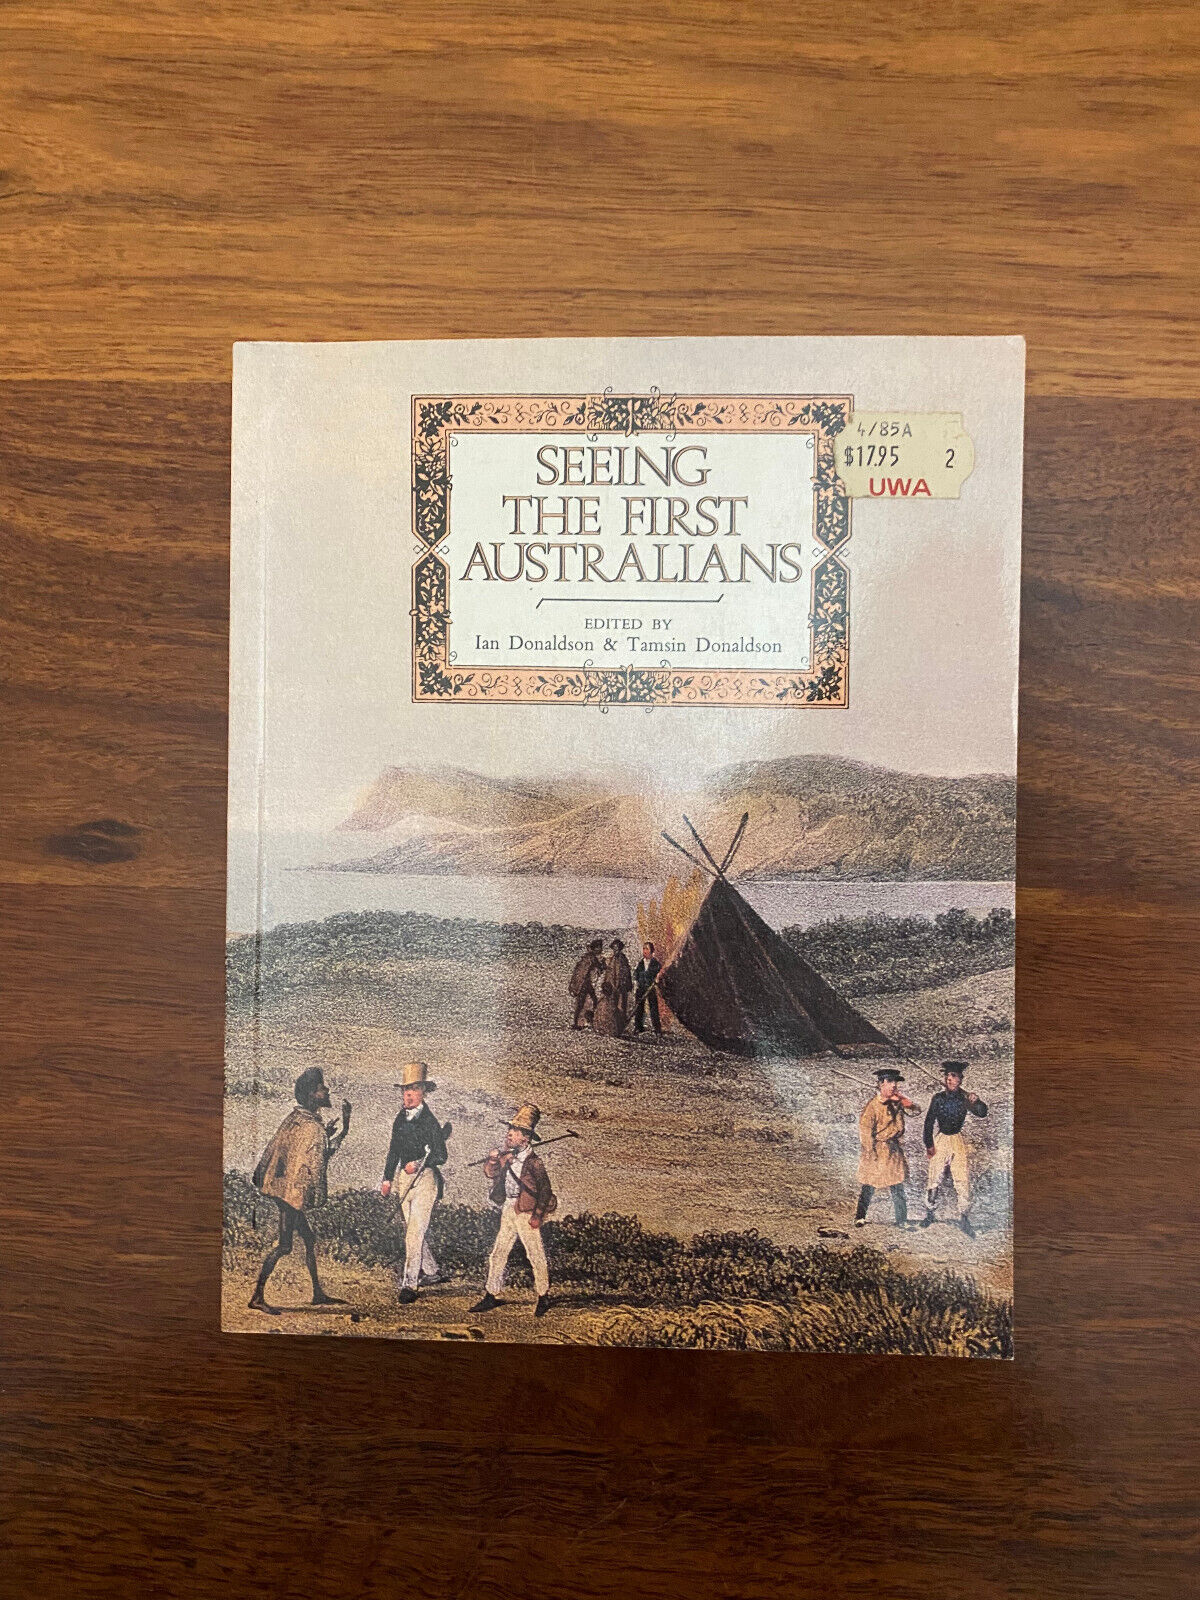 SEEING
THE FIRST
AUSTRALIANS
EDITED BY
Ian Donaldson & Tamsin Donaldson
4/85A
$17.95 2
UWA